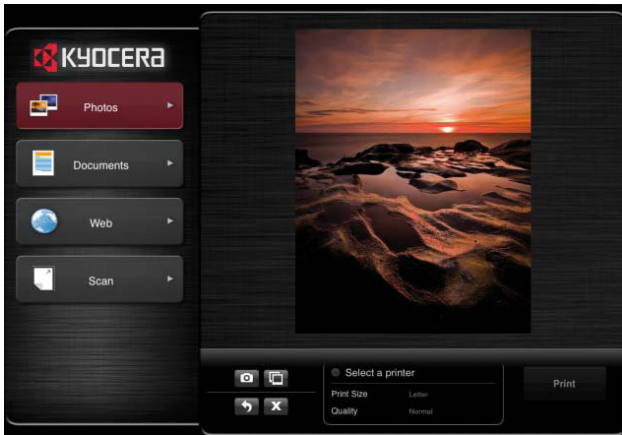 KYOCERA
Photos
Documents
Web
Scan
Select a printer
Print Size Letter
Quality Normal
Print